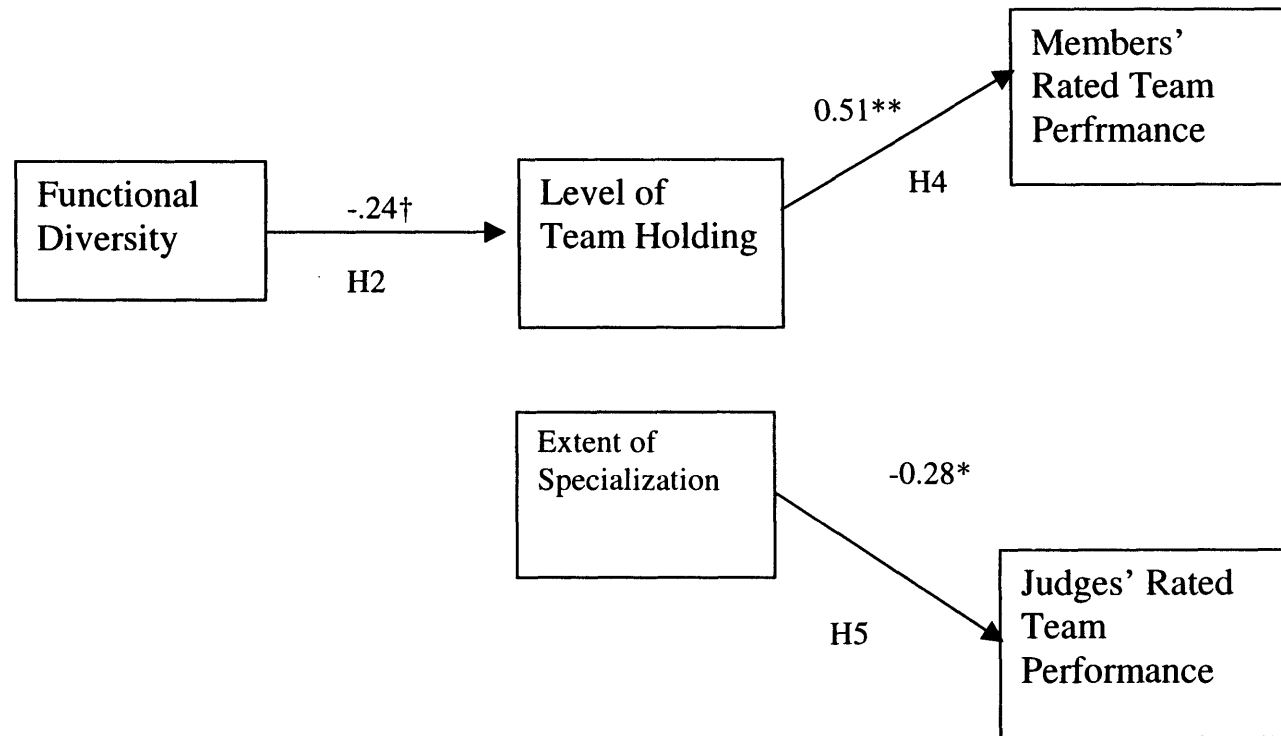 Members’
Rated Team
Perfrmance
0.51**
H4
Functional
Diversity
-.24†
H2
Level of
Team Holding
Extent of
Specialization
-0.28*
H5
Judges’ Rated
Team
Performance